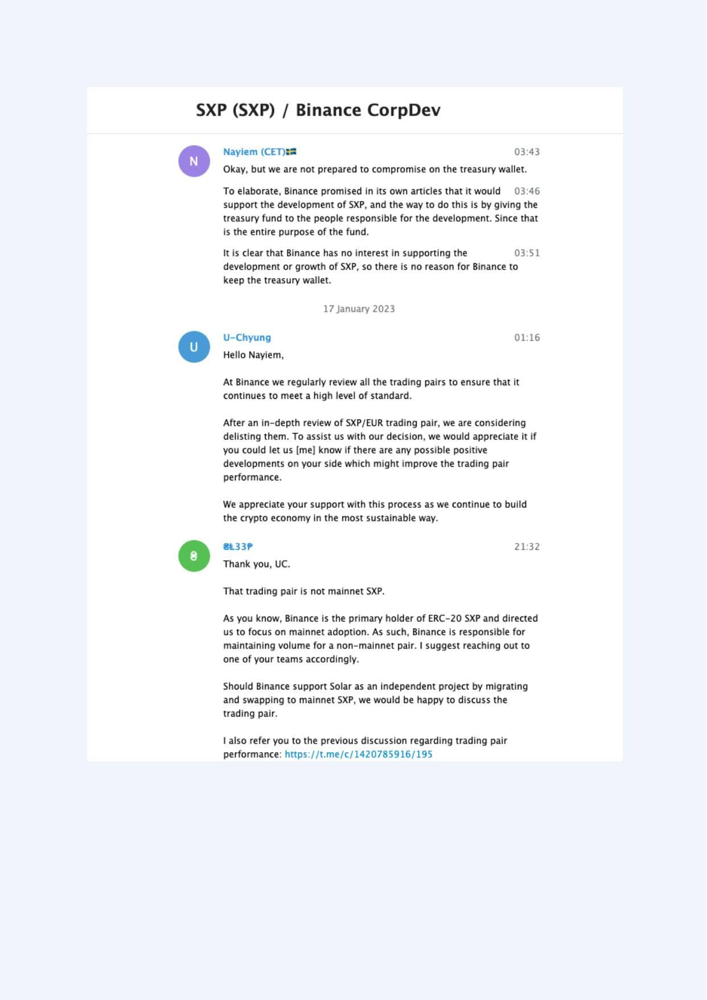 SXP (SXP) / Binance CorpDev
N
Nayiem (CET)🇸🇪 03:43
Okay, but we are not prepared to compromise on the treasury wallet.
To elaborate, Binance promised in its own articles that it would 03:46
support the development of SXP, and the way to do this is by giving the
treasury fund to the people responsible for the development. Since that
is the entire purpose of the fund.
It is clear that Binance has no interest in supporting the 03:51
development or growth of SXP, so there is no reason for Binance to
keep the treasury wallet.
17 January 2023
U
U-Chyung 01:16
Hello Nayiem,
At Binance we regularly review all the trading pairs to ensure that it
continues to meet a high level of standard.
After an in-depth review of SXP/EUR trading pair, we are considering
delisting them. To assist us with our decision, we would appreciate it if
you could let us [me] know if there are any possible positive
developments on your side which might improve the trading pair
performance.
We appreciate your support with this process as we continue to build
the crypto economy in the most sustainable way.
₴
₴Ⱡ33₱ 21:32
Thank you, UC.
That trading pair is not mainnet SXP.
As you know, Binance is the primary holder of ERC-20 SXP and directed
us to focus on mainnet adoption. As such, Binance is responsible for
maintaining volume for a non-mainnet pair. I suggest reaching out to
one of your teams accordingly.
Should Binance support Solar as an independent project by migrating
and swapping to mainnet SXP, we would be happy to discuss the
trading pair.
I also refer you to the previous discussion regarding trading pair
performance: https://t.me/c/1420785916/195